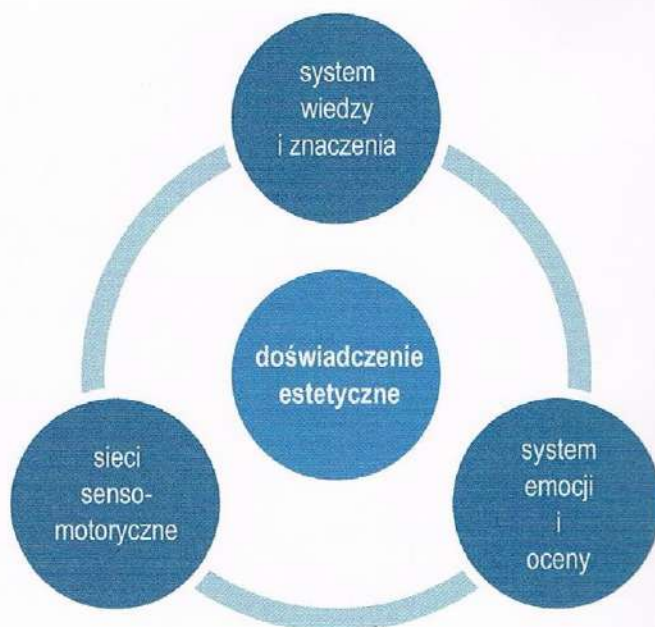 system
wiedzy
i znaczenia
doświadczenie
estetyczne
sieci
senso-
motoryczne
system
emocji
i
oceny